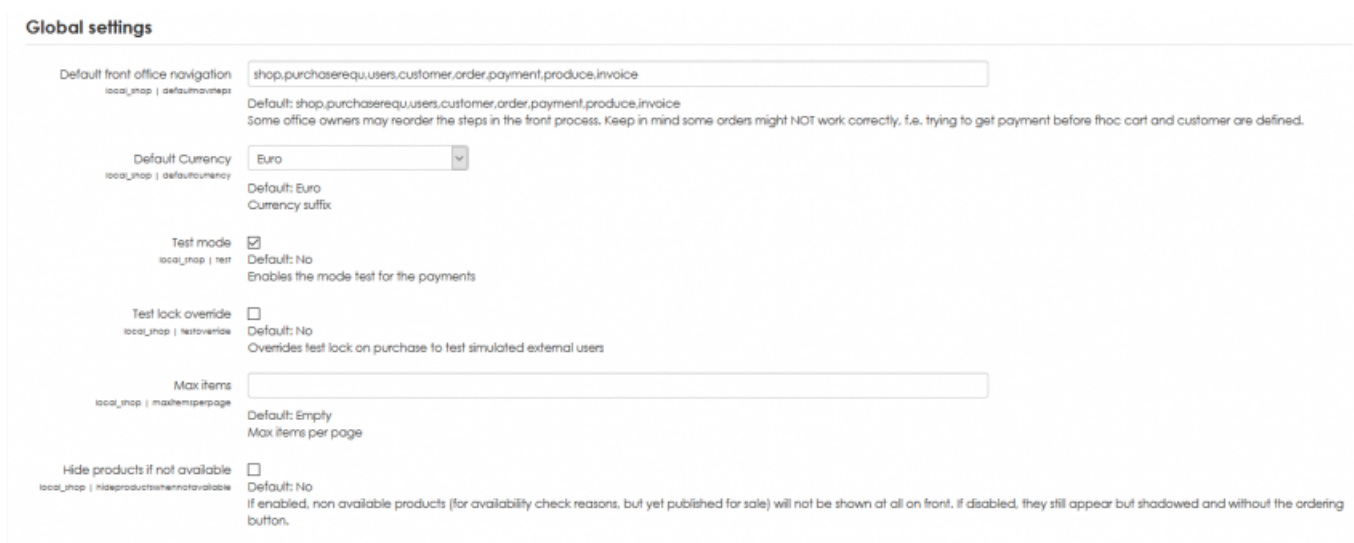 Global settings
Default front office navigation
local_shop | defaultnavsteps
shop,purchaserequ,users,customer,order,payment,produce,invoice
Default: shop,purchaserequ,users,customer,order,payment,produce,invoice
Some office owners may reorder the steps in the front process. Keep in mind some orders might NOT work correctly, f.e. trying to get payment before fhoc cart and customer are defined.
Default Currency
local_shop | defaultcurrency
Euro
Default: Euro
Currency suffix
Test mode
local_shop | test
Default: No
Enables the mode test for the payments
Test lock override
local_shop | testoverride
Default: No
Overrides test lock on purchase to test simulated external users
Max items
local_shop | maxitemsperpage
Default: Empty
Max items per page
Hide products if not available
local_shop | hideproductswhennotavailable
Default: No
If enabled, non available products (for availability check reasons, but yet published for sale) will not be shown at all on front. If disabled, they still appear but shadowed and without the ordering
button.